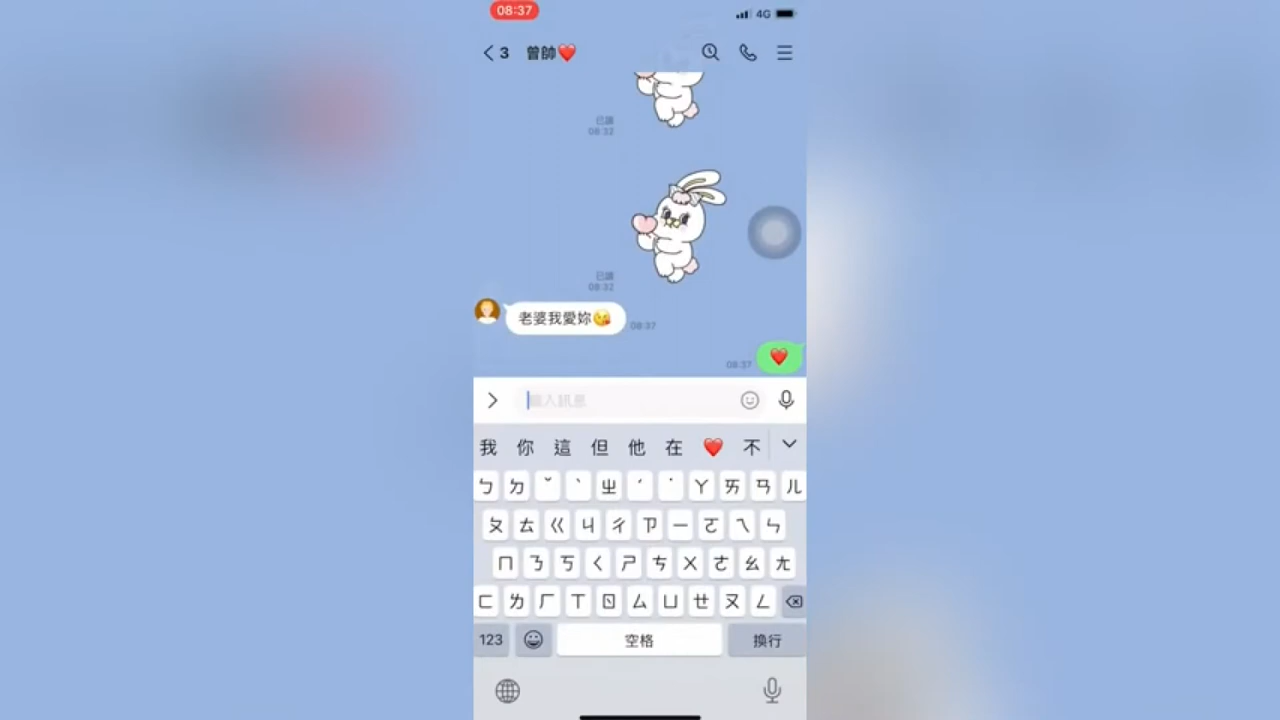 08:37
4G
3 曾帥❤️
已讀
08:32
已讀
08:32
老婆我愛妳😘
08:37
❤️
08:37
輸入訊息
我 你 這 但 他 在 ❤️ 不
ㄅ ㄉ ˇ ˋ ㄓ ˊ ˙ ㄚ ㄞ ㄢ ㄦ
ㄆ ㄊ ㄍ ㄐ ㄔ ㄗ ㄧ ㄛ ㄟ ㄣ
ㄇ ㄋ ㄎ ㄑ ㄕ ㄘ ㄨ ㄜ ㄠ ㄤ
ㄈ ㄌ ㄏ ㄒ ㄖ ㄙ ㄩ ㄝ ㄡ ㄥ
123 空格 換行